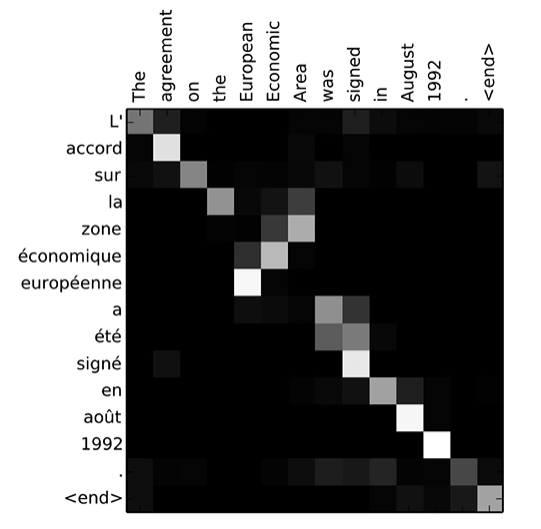 The agreement on the European Economic Area was signed in August 1992 . <end>
L'
accord
sur
la
zone
économique
européenne
a
été
signé
en
août
1992
.
<end>